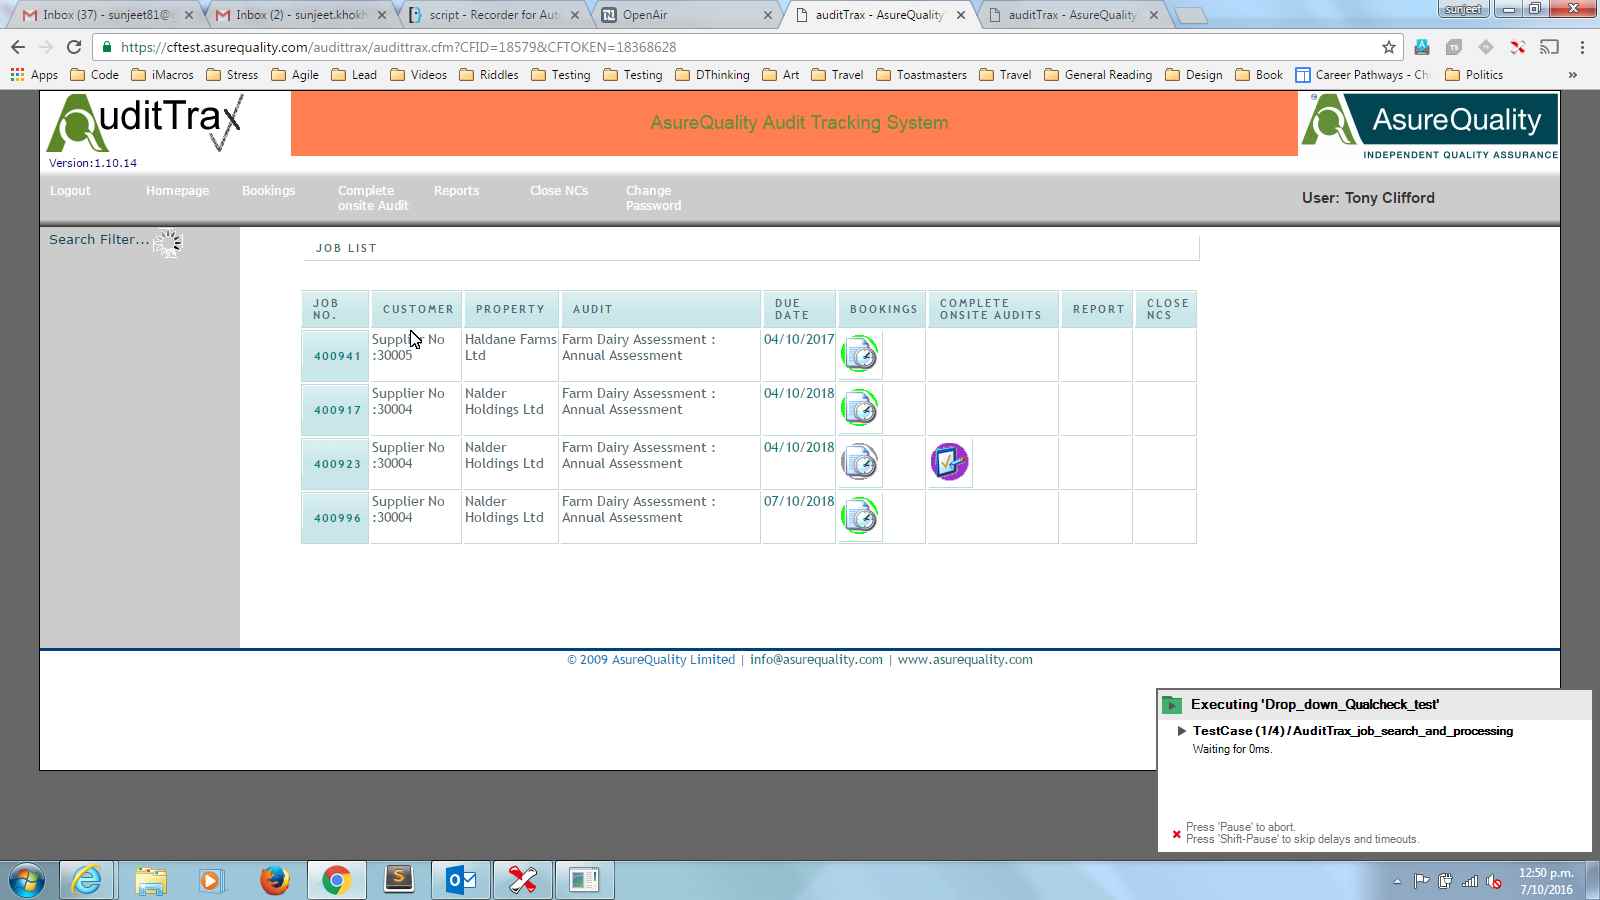 Inbox (37) - sunjeet81@
Inbox (2) - sunjeet.khokh
script - Recorder for Aut
OpenAir
auditTrax - AsureQuality
auditTrax - AsureQuality
sunjeet
https://cftest.asurequality.com/audittrax/audittrax.cfm?CFID=18579&CFTOKEN=18368628
Apps
Code
iMacros
Stress
Agile
Lead
Videos
Riddles
Testing
Testing
DThinking
Art
Travel
Toastmasters
Travel
General Reading
Design
Book
Career Pathways - Ch
Politics
»
AuditTrax
Version:1.10.14
AsureQuality Audit Tracking System
AsureQuality
INDEPENDENT QUALITY ASSURANCE
Logout
Homepage
Bookings
Complete
onsite Audit
Reports
Close NCs
Change
Password
User: Tony Clifford
Search Filter...
JOB LIST
JOB NO. CUSTOMER PROPERTY AUDIT DUE DATE BOOKINGS COMPLETE ONSITE AUDITS REPORT CLOSE NCS
400941 Supplier No :30005 Haldane Farms Ltd Farm Dairy Assessment : Annual Assessment 04/10/2017
400917 Supplier No :30004 Nalder Holdings Ltd Farm Dairy Assessment : Annual Assessment 04/10/2018
400923 Supplier No :30004 Nalder Holdings Ltd Farm Dairy Assessment : Annual Assessment 04/10/2018
400996 Supplier No :30004 Nalder Holdings Ltd Farm Dairy Assessment : Annual Assessment 07/10/2018
© 2009 AsureQuality Limited | info@asurequality.com | www.asurequality.com
Executing 'Drop_down_Qualcheck_test'
TestCase (1/4) / AuditTrax_job_search_and_processing
Waiting for 0ms.
Press 'Pause' to abort.
Press 'Shift-Pause' to skip delays and timeouts.
12:50 p.m.
7/10/2016